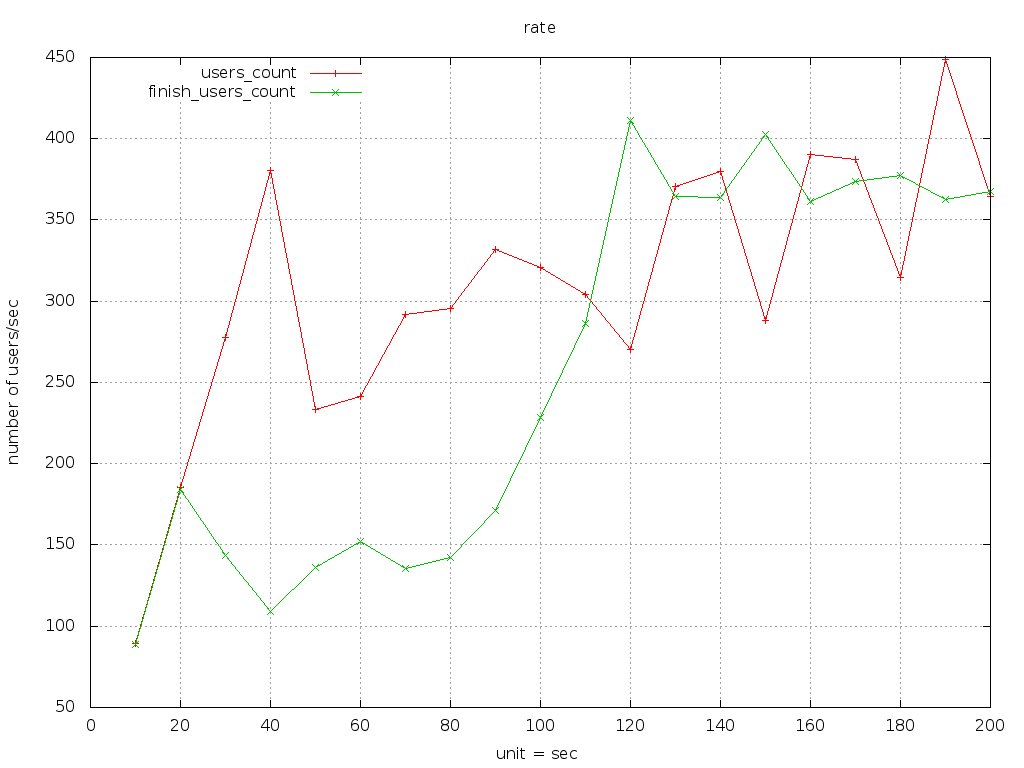 rate
users_count
finish_users_count
450
400
350
300
250
200
150
100
50
number of users/sec
0 20 40 60 80 100 120 140 160 180 200
unit = sec